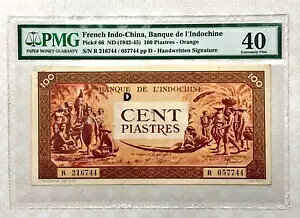 PMG
PAPER MONEY GUARANTY
French Indo-China, Banque de l'Indochine
Pick# 66 ND (1942-45) 100 Piastres - Orange
S/N R 216744 / 057744 pp D - Handwritten Signature
40
Extremely Fine
100
BANQUE DE L'INDOCHINE
100
D
CENT
PIASTRES
R 216744
R 057744